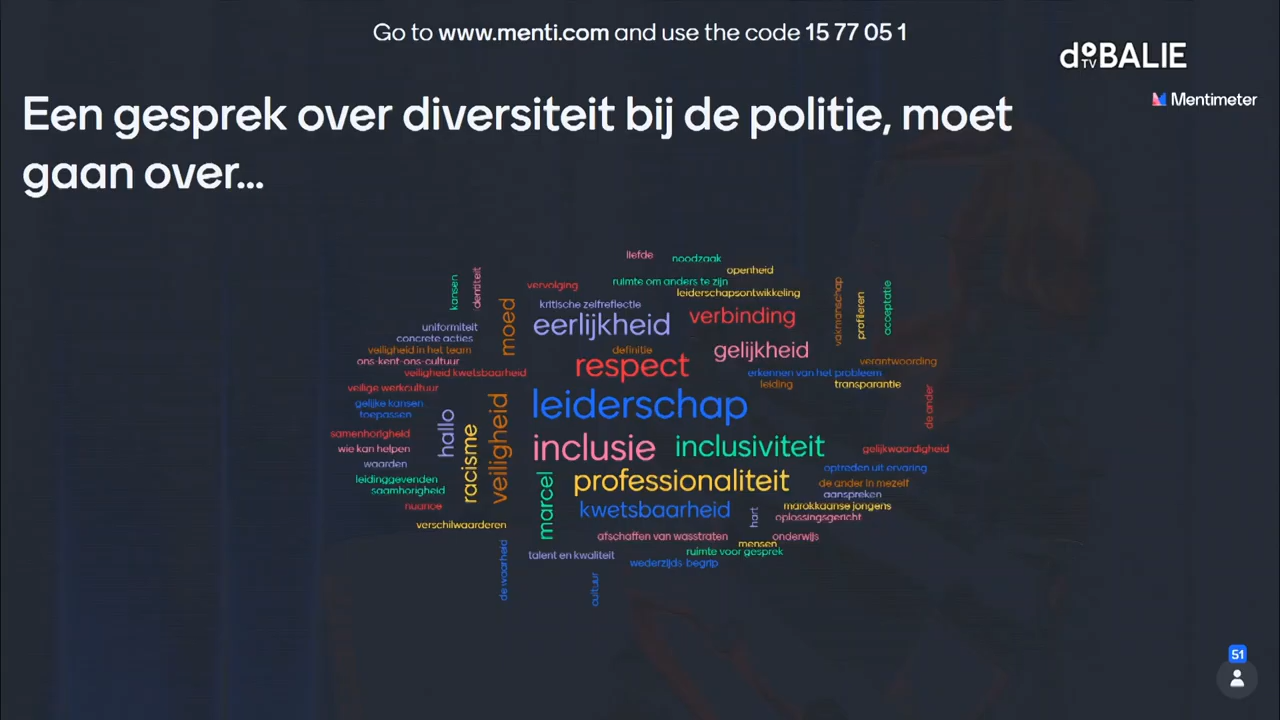 Go to www.menti.com and use the code 15 77 05 1
doBALIE
TV
Mentimeter
Een gesprek over diversiteit bij de politie, moet
gaan over...
liefde
noodzaak
openheid
kansen
identiteit
vervolging
ruimte om anders te zijn
leiderschapsontwikkeling
vakmanschap
profileren
acceptatie
moed
kritische zelfreflectie
eerlijkheid
verbinding
uniformiteit
concrete acties
veiligheid in het team
ons-kent-ons-cultuur
definitie
gelijkheid
respect
verantwoording
veiligheid kwetsbaarheid
erkennen van het probleem
leiding
transparantie
veilige werkcultuur
de ander
gelijke kansen
toepassen
leiderschap
hallo
racisme
veiligheid
samenhorigheid
wie kan helpen
inclusie
inclusiviteit
gelijkwaardigheid
waarden
optreden uit ervaring
leidinggevenden
professionaliteit
de ander in mezelf
saamhorigheid
aanspreken
marcel
nuance
kwetsbaarheid
hart
marokkaanse jongens
oplossingsgericht
verschilwaarderen
afschaffen van wasstraten
mensen
onderwijs
de waarheid
talent en kwaliteit
ruimte voor gesprek
wederzijds begrip
cultuur
51